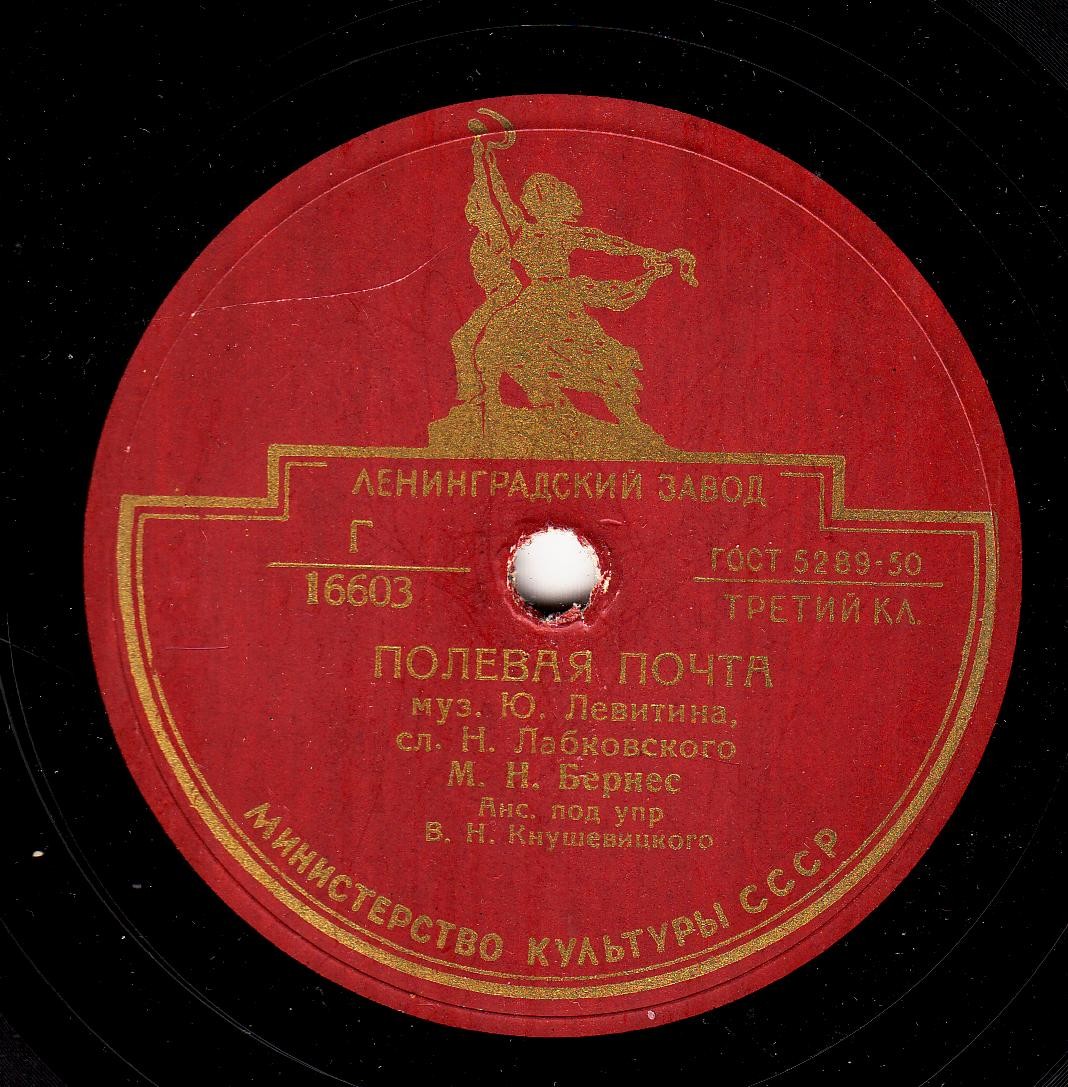 ЛЕНИНГРАДСКИЙ ЗАВОД
Г
16603
ГОСТ 5289-50
ТРЕТИЙ КЛ.
ПОЛЕВАЯ ПОЧТА
муз. Ю. Левитина,
сл. Н. Лабковского
М. Н. Бернес
Анс. под упр
В. Н. Кнушевицкого
МИНИСТЕРСТВО КУЛЬТУРЫ СССР